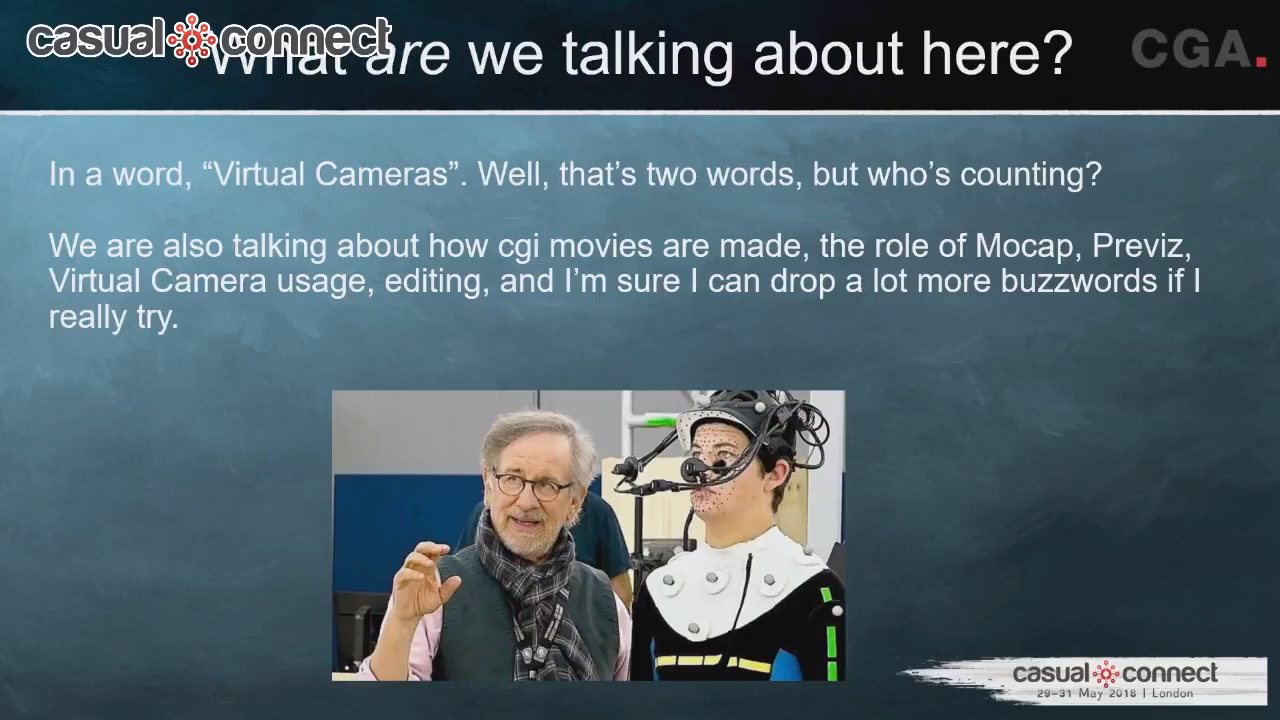 casual connect
What are we talking about here?
CGA.
In a word, “Virtual Cameras”. Well, that’s two words, but who’s counting?
We are also talking about how cgi movies are made, the role of Mocap, Previz,
Virtual Camera usage, editing, and I’m sure I can drop a lot more buzzwords if I
really try.
casual connect
29-31 May 2018 | London